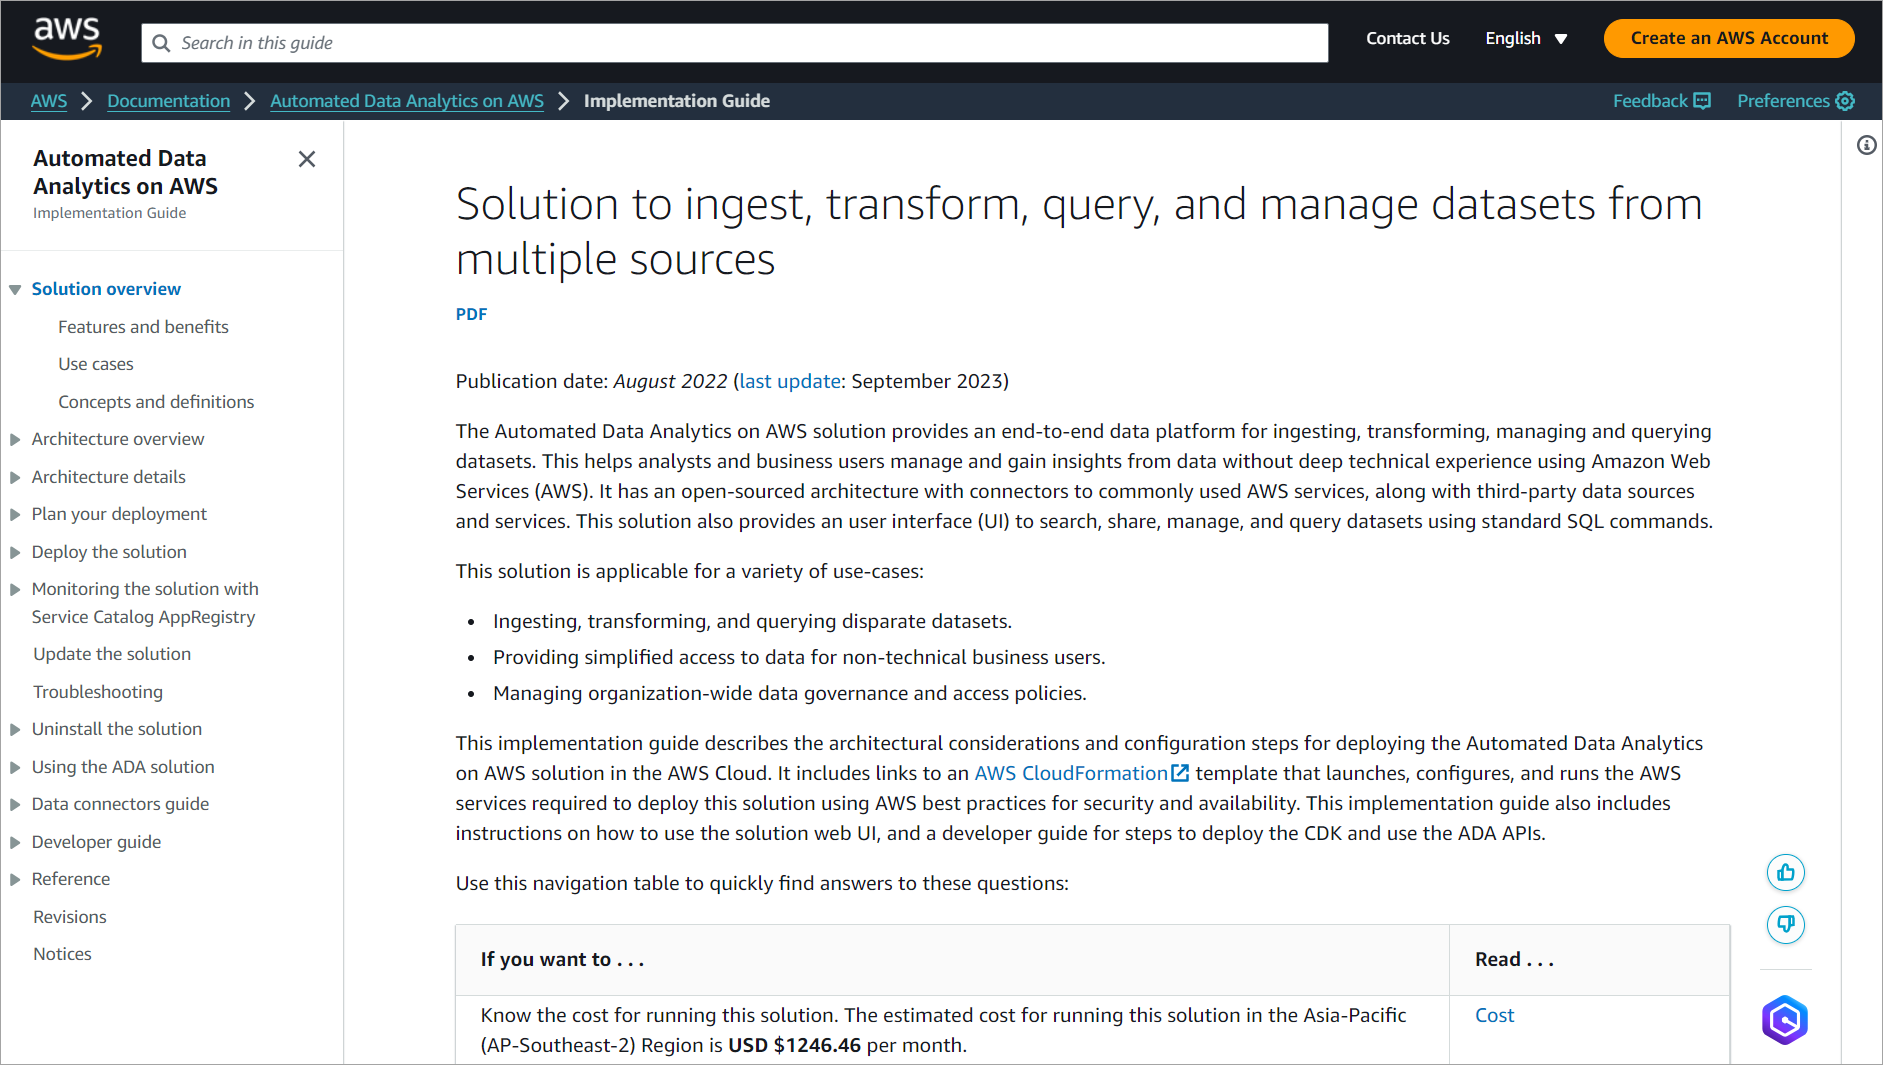 aws
Search in this guide
Contact Us
English
Create an AWS Account
AWS
Documentation
Automated Data Analytics on AWS
Implementation Guide
Feedback
Preferences
Automated Data
Analytics on AWS
Implementation Guide
Solution overview
Features and benefits
Use cases
Concepts and definitions
Architecture overview
Architecture details
Plan your deployment
Deploy the solution
Monitoring the solution with
Service Catalog AppRegistry
Update the solution
Troubleshooting
Uninstall the solution
Using the ADA solution
Data connectors guide
Developer guide
Reference
Revisions
Notices
Solution to ingest, transform, query, and manage datasets from
multiple sources
PDF
Publication date: August 2022 (last update: September 2023)
The Automated Data Analytics on AWS solution provides an end-to-end data platform for ingesting, transforming, managing and querying
datasets. This helps analysts and business users manage and gain insights from data without deep technical experience using Amazon Web
Services (AWS). It has an open-sourced architecture with connectors to commonly used AWS services, along with third-party data sources
and services. This solution also provides an user interface (UI) to search, share, manage, and query datasets using standard SQL commands.
This solution is applicable for a variety of use-cases:
• Ingesting, transforming, and querying disparate datasets.
• Providing simplified access to data for non-technical business users.
• Managing organization-wide data governance and access policies.
This implementation guide describes the architectural considerations and configuration steps for deploying the Automated Data Analytics
on AWS solution in the AWS Cloud. It includes links to an AWS CloudFormation template that launches, configures, and runs the AWS
services required to deploy this solution using AWS best practices for security and availability. This implementation guide also includes
instructions on how to use the solution web UI, and a developer guide for steps to deploy the CDK and use the ADA APIs.
Use this navigation table to quickly find answers to these questions:
If you want to . . .
Read . . .
Know the cost for running this solution. The estimated cost for running this solution in the Asia-Pacific
(AP-Southeast-2) Region is USD $1246.46 per month.
Cost